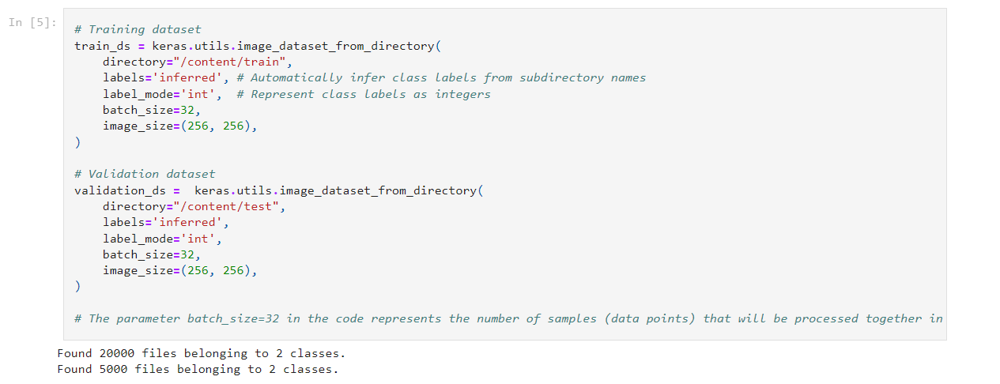 In [5]:
# Training dataset
train_ds = keras.utils.image_dataset_from_directory(
    directory="/content/train",
    labels='inferred', # Automatically infer class labels from subdirectory names
    label_mode='int',  # Represent class labels as integers
    batch_size=32,
    image_size=(256, 256),
)

# Validation dataset
validation_ds =  keras.utils.image_dataset_from_directory(
    directory="/content/test",
    labels='inferred',
    label_mode='int',
    batch_size=32,
    image_size=(256, 256),
)

# The parameter batch_size=32 in the code represents the number of samples (data points) that will be processed together in
Found 20000 files belonging to 2 classes.
Found 5000 files belonging to 2 classes.